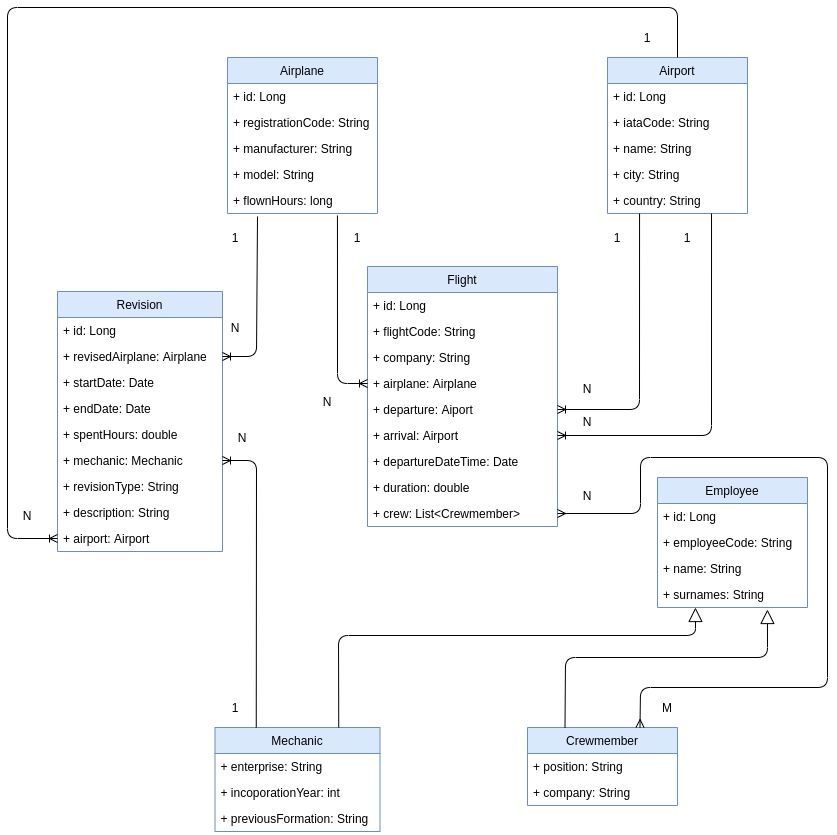 1
Airplane
+ id: Long
+ registrationCode: String
+ manufacturer: String
+ model: String
+ flownHours: long
Airport
+ id: Long
+ iataCode: String
+ name: String
+ city: String
+ country: String
1
1
1
1
Revision
+ id: Long
+ revisedAirplane: Airplane
+ startDate: Date
+ endDate: Date
+ spentHours: double
+ mechanic: Mechanic
+ revisionType: String
+ description: String
+ airport: Airport
N
N
N
N
Flight
+ id: Long
+ flightCode: String
+ company: String
+ airplane: Airplane
+ departure: Aiport
+ arrival: Airport
+ departureDateTime: Date
+ duration: double
+ crew: List<Crewmember>
N
N
N
Employee
+ id: Long
+ employeeCode: String
+ name: String
+ surnames: String
1
M
Mechanic
+ enterprise: String
+ incoporationYear: int
+ previousFormation: String
Crewmember
+ position: String
+ company: String